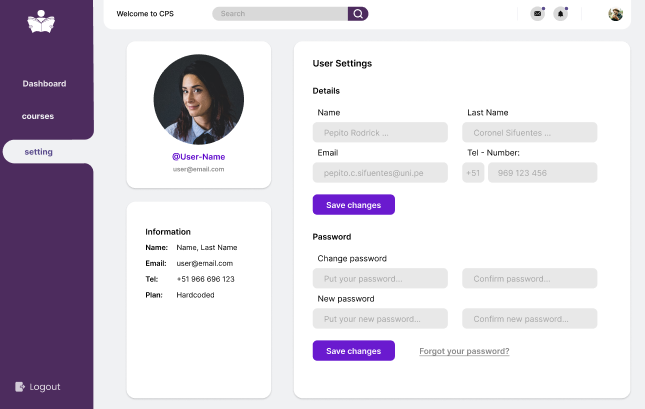 Welcome to CPS
Search
Dashboard
courses
setting
Logout
@User-Name
user@email.com
Information
Name: Name, Last Name
Email: user@email.com
Tel: +51 966 696 123
Plan: Hardcoded
User Settings
Details
Name Last Name
Pepito Rodrick ... Coronel Sifuentes ...
Email Tel - Number:
pepito.c.sifuentes@uni.pe +51 969 123 456
Save changes
Password
Change password
Put your password... Confirm password...
New password
Put your new password... Confirm new password...
Save changes Forgot your password?